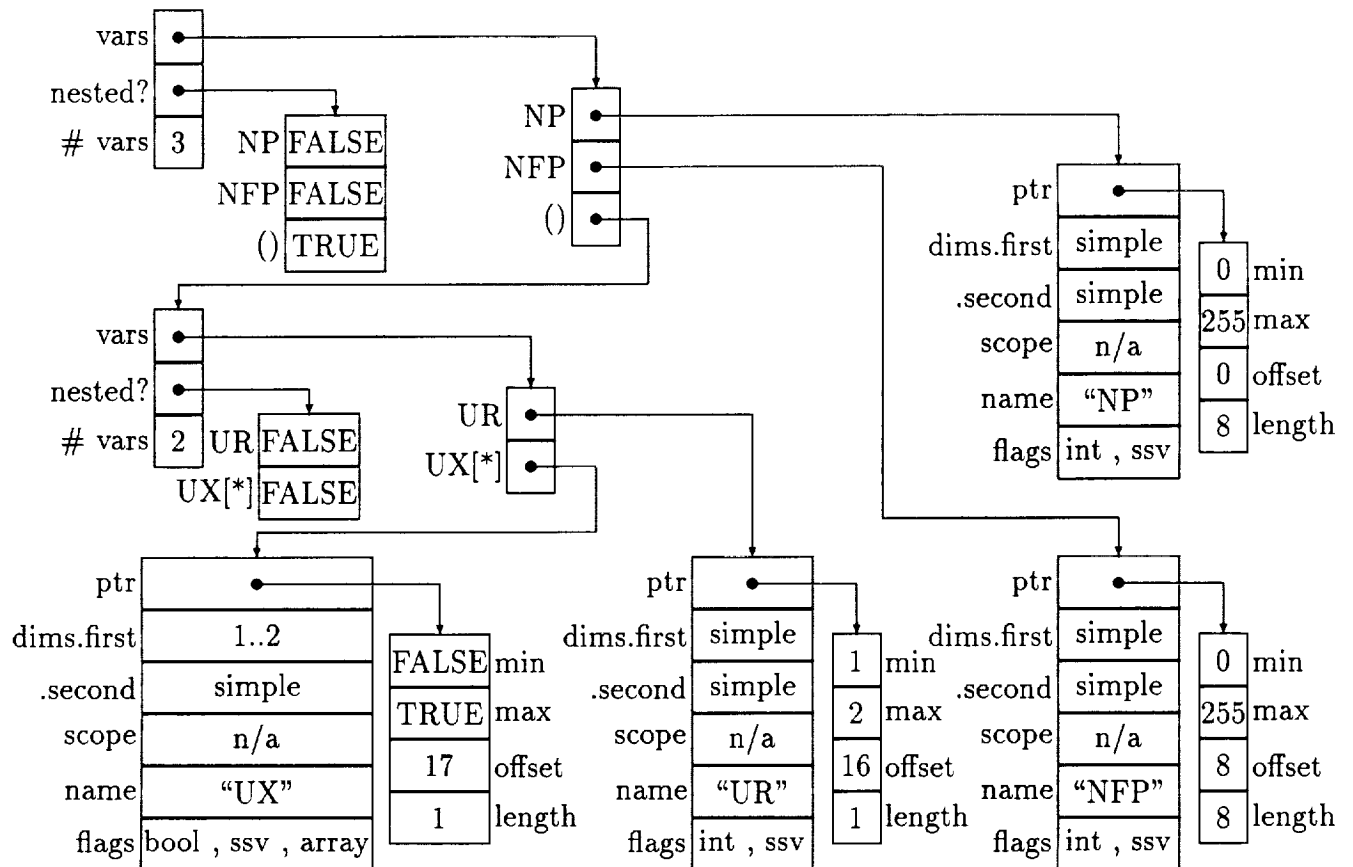 vars
nested?
# vars 3
NP FALSE
NFP FALSE
() TRUE
NP
NFP
()
ptr
dims.first simple
.second simple
scope n/a
name “NP”
flags int , ssv
0 min
255 max
0 offset
8 length
vars
nested?
# vars 2
UR FALSE
UX[*] FALSE
UR
UX[*]
ptr
dims.first 1..2
.second simple
scope n/a
name “UX”
flags bool , ssv , array
FALSE min
TRUE max
17 offset
1 length
ptr
dims.first simple
.second simple
scope n/a
name “UR”
flags int , ssv
1 min
2 max
16 offset
1 length
ptr
dims.first simple
.second simple
scope n/a
name “NFP”
flags int , ssv
0 min
255 max
8 offset
8 length